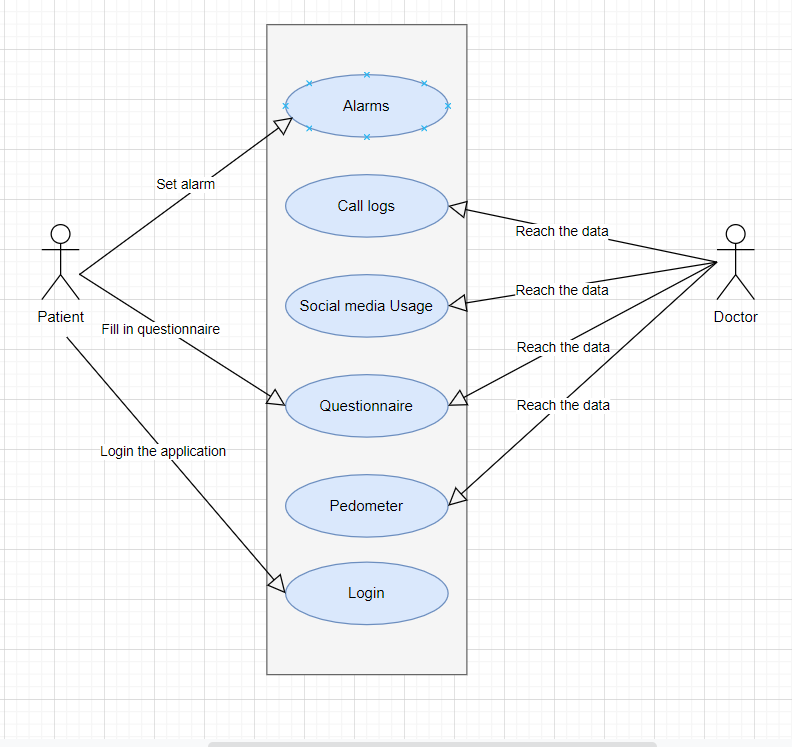 Alarms
Set alarm
Call logs
Reach the data
Reach the data
Social media Usage
Patient
Doctor
Fill in questionnaire
Reach the data
Questionnaire
Reach the data
Login the application
Pedometer
Login